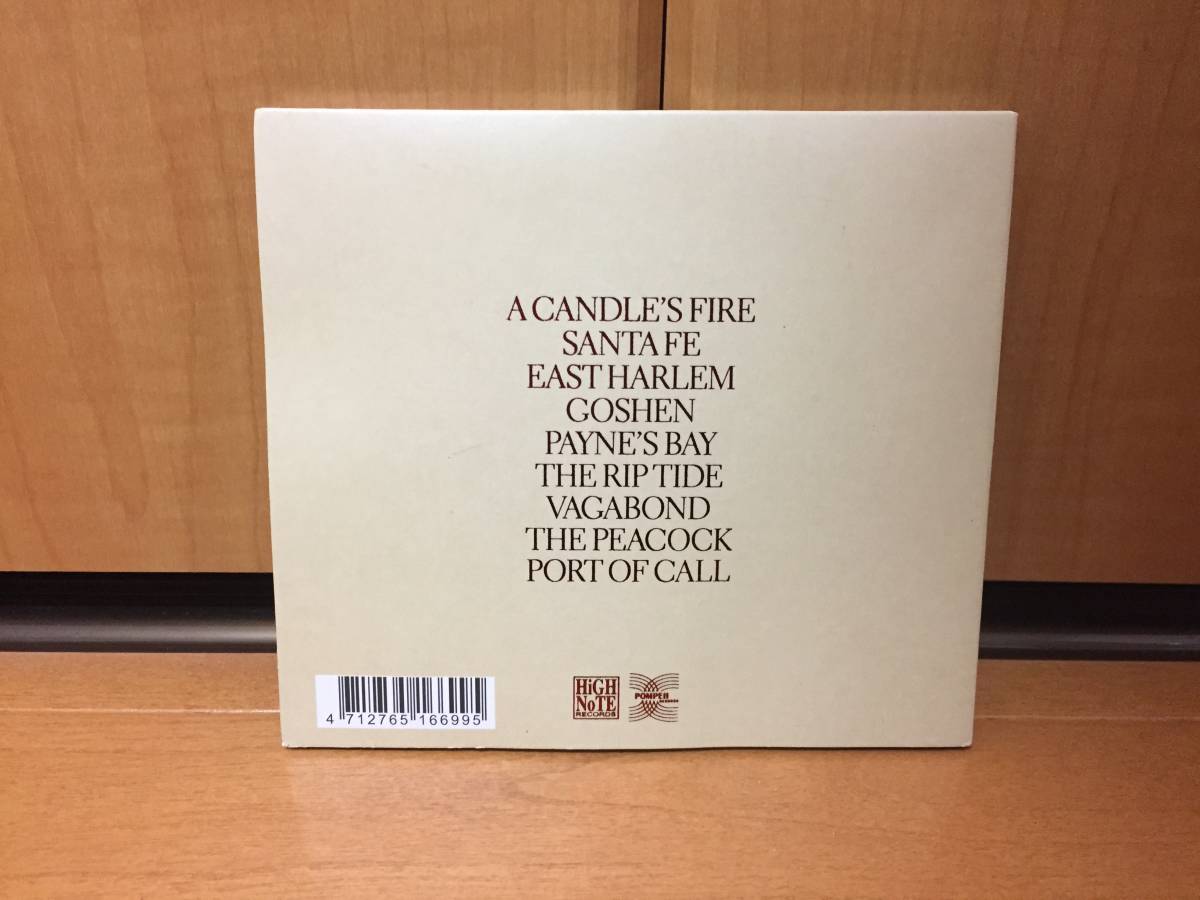 A CANDLE'S FIRE
SANTA FE
EAST HARLEM
GOSHEN
PAYNE'S BAY
THE RIP TIDE
VAGABOND
THE PEACOCK
PORT OF CALL
4 712765 166995
HiGH
NoTE
RECORDS
POMPEII
RECORDS